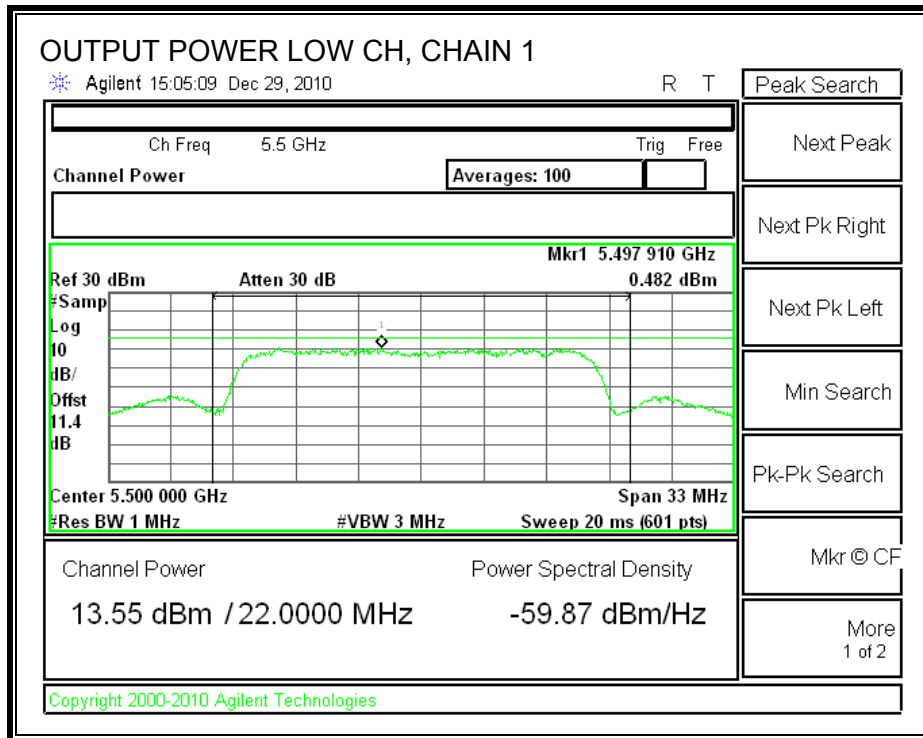 OUTPUT POWER LOW CH, CHAIN 1
Agilent 15:05:09 Dec 29, 2010 R T
Peak Search
Ch Freq 5.5 GHz Trig Free
Channel Power Averages: 100
Mkr1 5.497 910 GHz
Ref 30 dBm Atten 30 dB 0.482 dBm
#Samp
Log
10
dB/
Offst
11.4
dB
1
Center 5.500 000 GHz Span 33 MHz
#Res BW 1 MHz #VBW 3 MHz Sweep 20 ms (601 pts)
Channel Power Power Spectral Density
13.55 dBm / 22.0000 MHz -59.87 dBm/Hz
Copyright 2000-2010 Agilent Technologies
Next Peak
Next Pk Right
Next Pk Left
Min Search
Pk-Pk Search
Mkr © CF
More
1 of 2